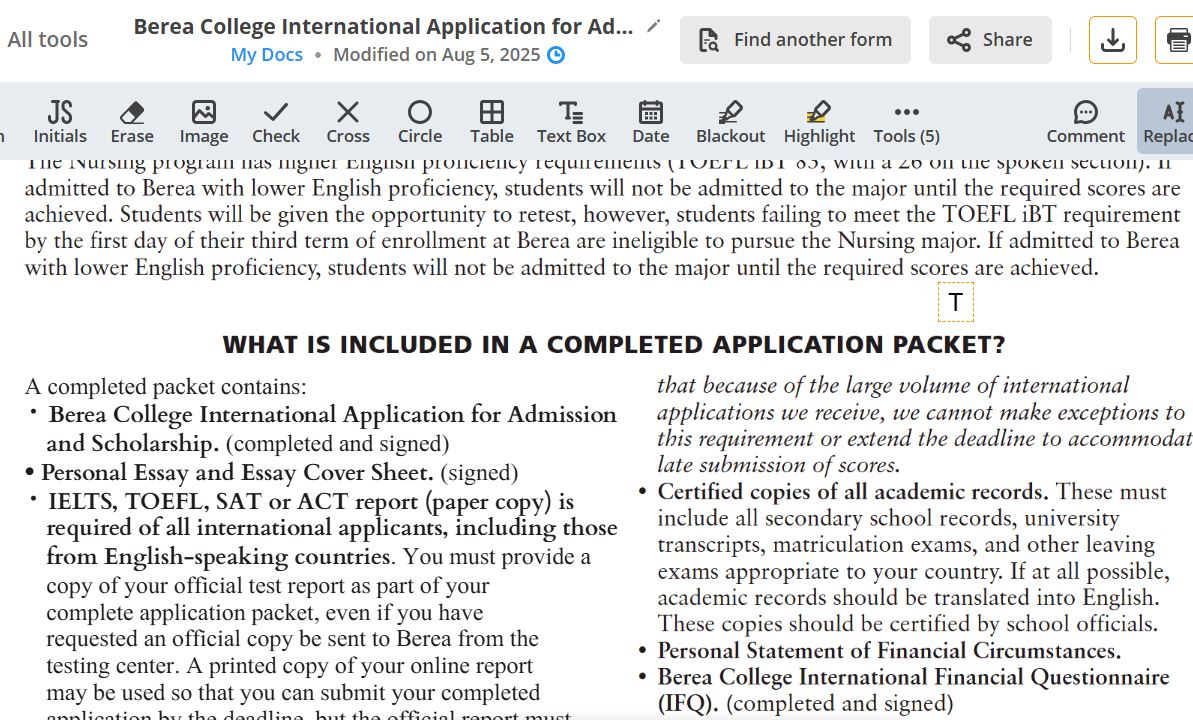 All tools
Berea College International Application for Ad...
My Docs • Modified on Aug 5, 2025
Find another form
Share
JS
Initials
Erase
Image
Check
Cross
Circle
Table
Text Box
Date
Blackout
Highlight
Tools (5)
Comment
Replac
The Nursing program has higher English proficiency requirements (TOEFL iBT 83, with a 26 on the spoken section). If
admitted to Berea with lower English proficiency, students will not be admitted to the major until the required scores are
achieved. Students will be given the opportunity to retest, however, students failing to meet the TOEFL iBT requirement
by the first day of their third term of enrollment at Berea are ineligible to pursue the Nursing major. If admitted to Berea
with lower English proficiency, students will not be admitted to the major until the required scores are achieved.
T
WHAT IS INCLUDED IN A COMPLETED APPLICATION PACKET?
A completed packet contains:
• Berea College International Application for Admission
and Scholarship. (completed and signed)
• Personal Essay and Essay Cover Sheet. (signed)
• IELTS, TOEFL, SAT or ACT report (paper copy) is
required of all international applicants, including those
from English-speaking countries. You must provide a
copy of your official test report as part of your
complete application packet, even if you have
requested an official copy be sent to Berea from the
testing center. A printed copy of your online report
may be used so that you can submit your completed
application by the deadline, but the official report must
that because of the large volume of international
applications we receive, we cannot make exceptions to
this requirement or extend the deadline to accommodat
late submission of scores.
• Certified copies of all academic records. These must
include all secondary school records, university
transcripts, matriculation exams, and other leaving
exams appropriate to your country. If at all possible,
academic records should be translated into English.
These copies should be certified by school officials.
• Personal Statement of Financial Circumstances.
• Berea College International Financial Questionnaire
(IFQ). (completed and signed)